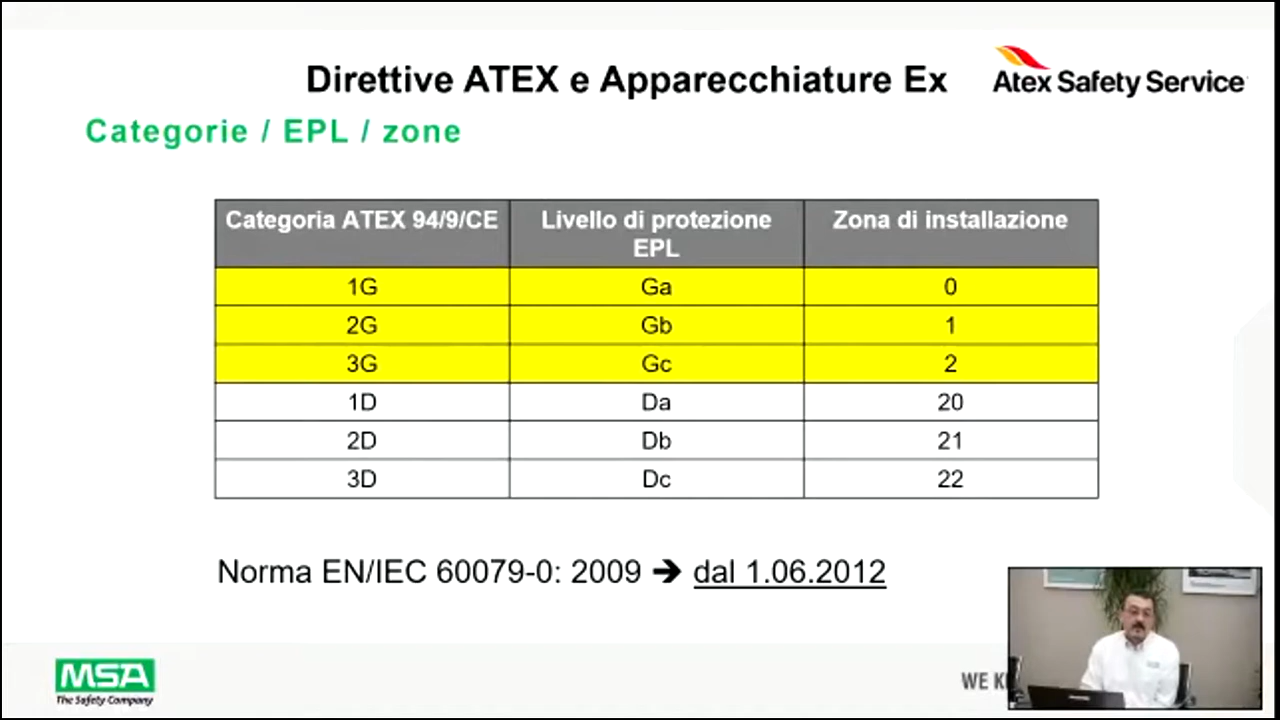 Direttive ATEX e Apparecchiature Ex
Atex Safety Service
Categorie / EPL / zone
Categoria ATEX 94/9/CE Livello di protezione EPL Zona di installazione
1G Ga 0
2G Gb 1
3G Gc 2
1D Da 20
2D Db 21
3D Dc 22
Norma EN/IEC 60079-0: 2009 ➔ dal 1.06.2012
MSA
The Safety Company
WE